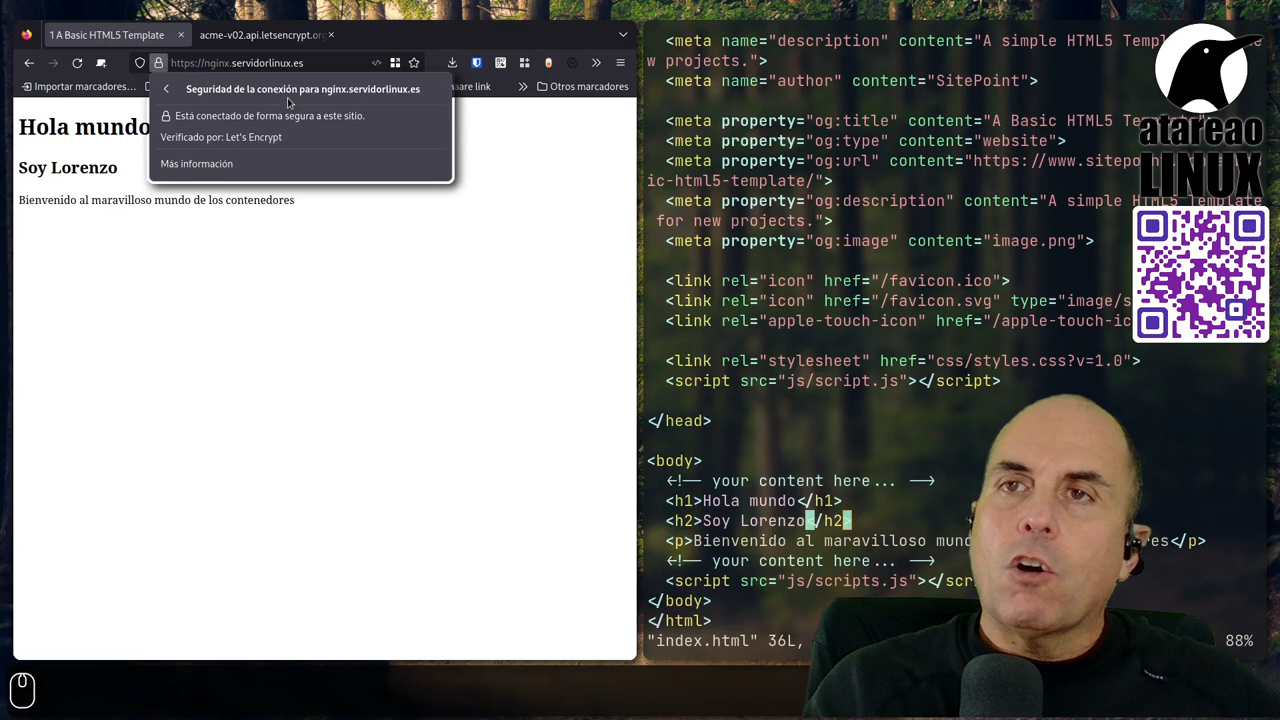 1 A Basic HTML5 Template
acme-v02.api.letsencrypt.org
https://nginx.servidorlinux.es
Importar marcadores…
are link
Otros marcadores
Seguridad de la conexión para nginx.servidorlinux.es
Está conectado de forma segura a este sitio.
Verificado por: Let's Encrypt
Más información
Hola mundo
Soy Lorenzo
Bienvenido al maravilloso mundo de los contenedores
<meta name="description" content="A simple HTML5 Temp
w projects.">
<meta name="author" content="SitePoint">
<meta property="og:title" content="A Basic HTML5 Te
<meta property="og:type" content="website">
<meta property="og:url" content="https://www.sitepo
ic-html5-template/">
<meta property="og:description" content="A simple HTML5 Template
for new projects.">
<meta property="og:image" content="image.png">
<link rel="icon" href="/favicon.ico">
<link rel="icon" href="/favicon.svg" type="image/s
<link rel="apple-touch-icon" href="/apple-touch-ic
<link rel="stylesheet" href="css/styles.css?v=1.0">
<script src="js/script.js"></script>
</head>
<body>
<!-- your content here... -->
<h1>Hola mundo</h1>
<h2>Soy Lorenzo</h2>
<p>Bienvenido al maravilloso mund es</p>
<!-- your content here... -->
<script src="js/scripts.js"></scr
</body>
</html>
"index.html" 36L,
88%
atareao
LINUX